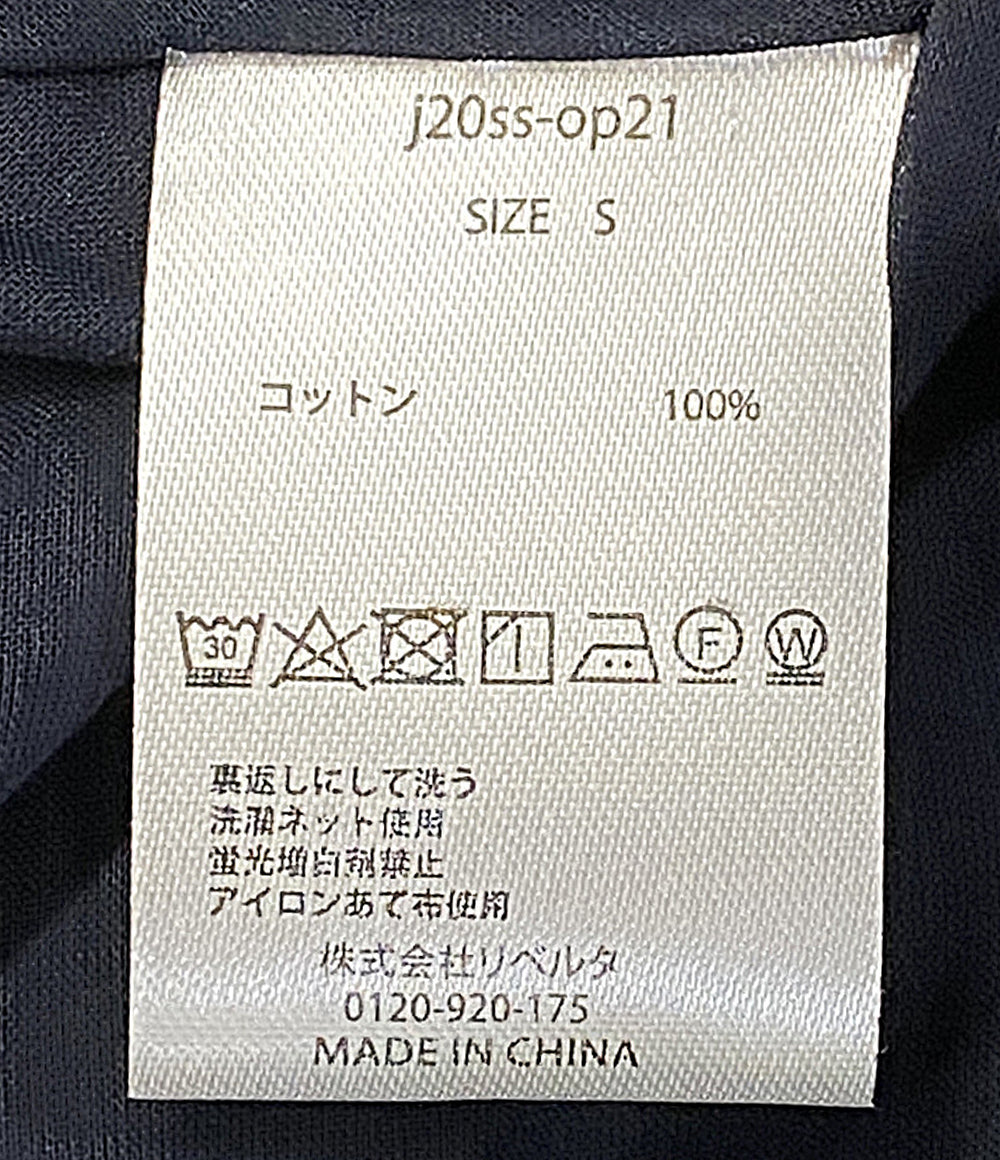 j20ss-op21
SIZE S
コットン 100%
30 F W
裏返しにして洗う
洗濯ネット使用
蛍光増白剤禁止
アイロンあて布使用
株式会社リベルタ
0120-920-175
MADE IN CHINA